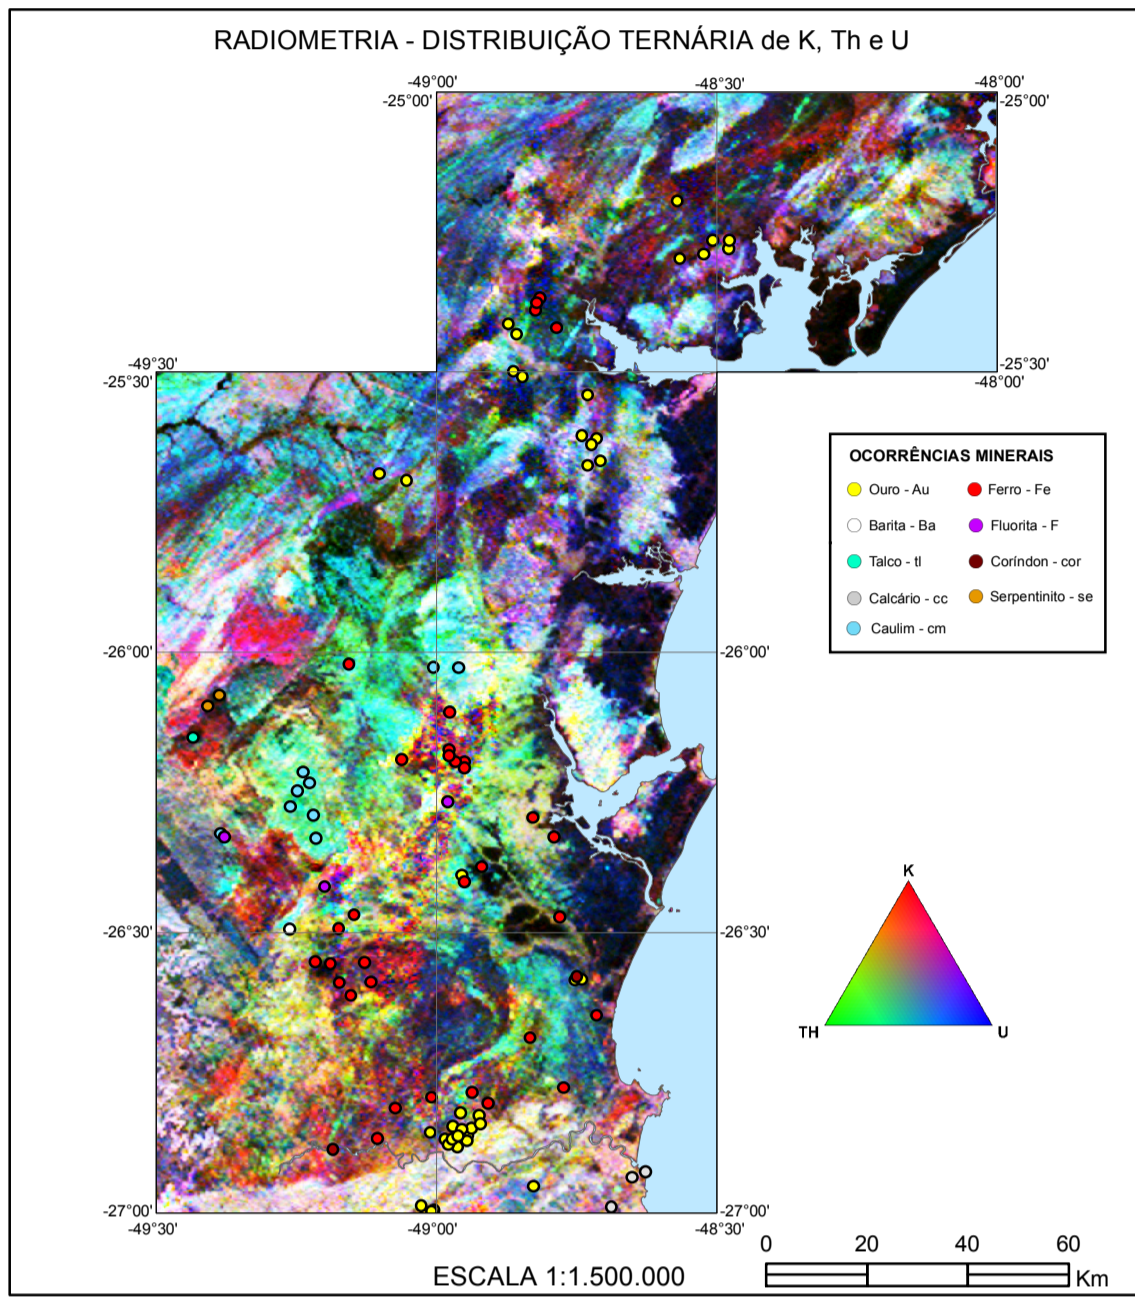 RADIOMETRIA - DISTRIBUIÇÃO TERNÁRIA de K, Th e U
-49°00' -48°30' -48°00'
-25°00' -25°00'
-49°30'
-25°30' -25°30'
-48°00'
OCORRÊNCIAS MINERAIS
Ouro - Au Ferro - Fe
Barita - Ba Fluorita - F
Talco - tl Coríndon - cor
Calcário - cc Serpentinito - se
Caulim - cm
-26°00' -26°00'
K
-26°30' -26°30'
TH U
-27°00' -27°00'
-49°30' -49°00' -48°30'
0 20 40 60
Km
ESCALA 1:1.500.000